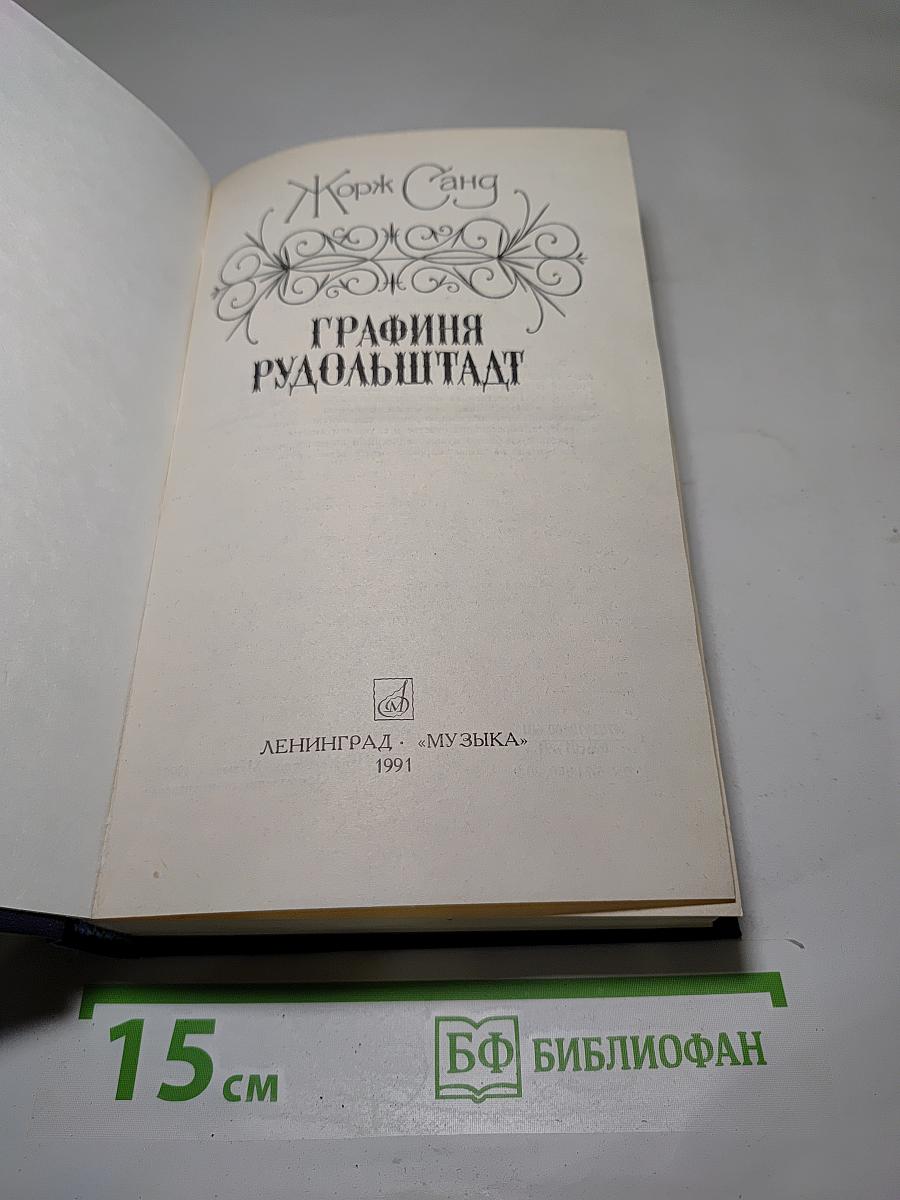 Жорж Санд
ГРАФИНЯ
РУДОЛЬШТАДТ
ЛЕНИНГРАД · «МУЗЫКА»
1991
15 см
БФ БИБЛИОФАН